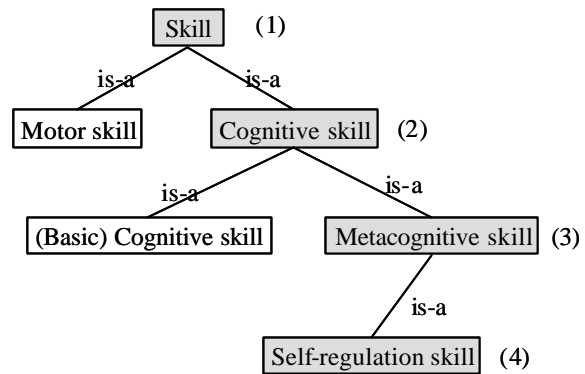 Skill (1)
is-a is-a
Motor skill Cognitive skill (2)
is-a is-a
(Basic) Cognitive skill Metacognitive skill (3)
is-a
Self-regulation skill (4)